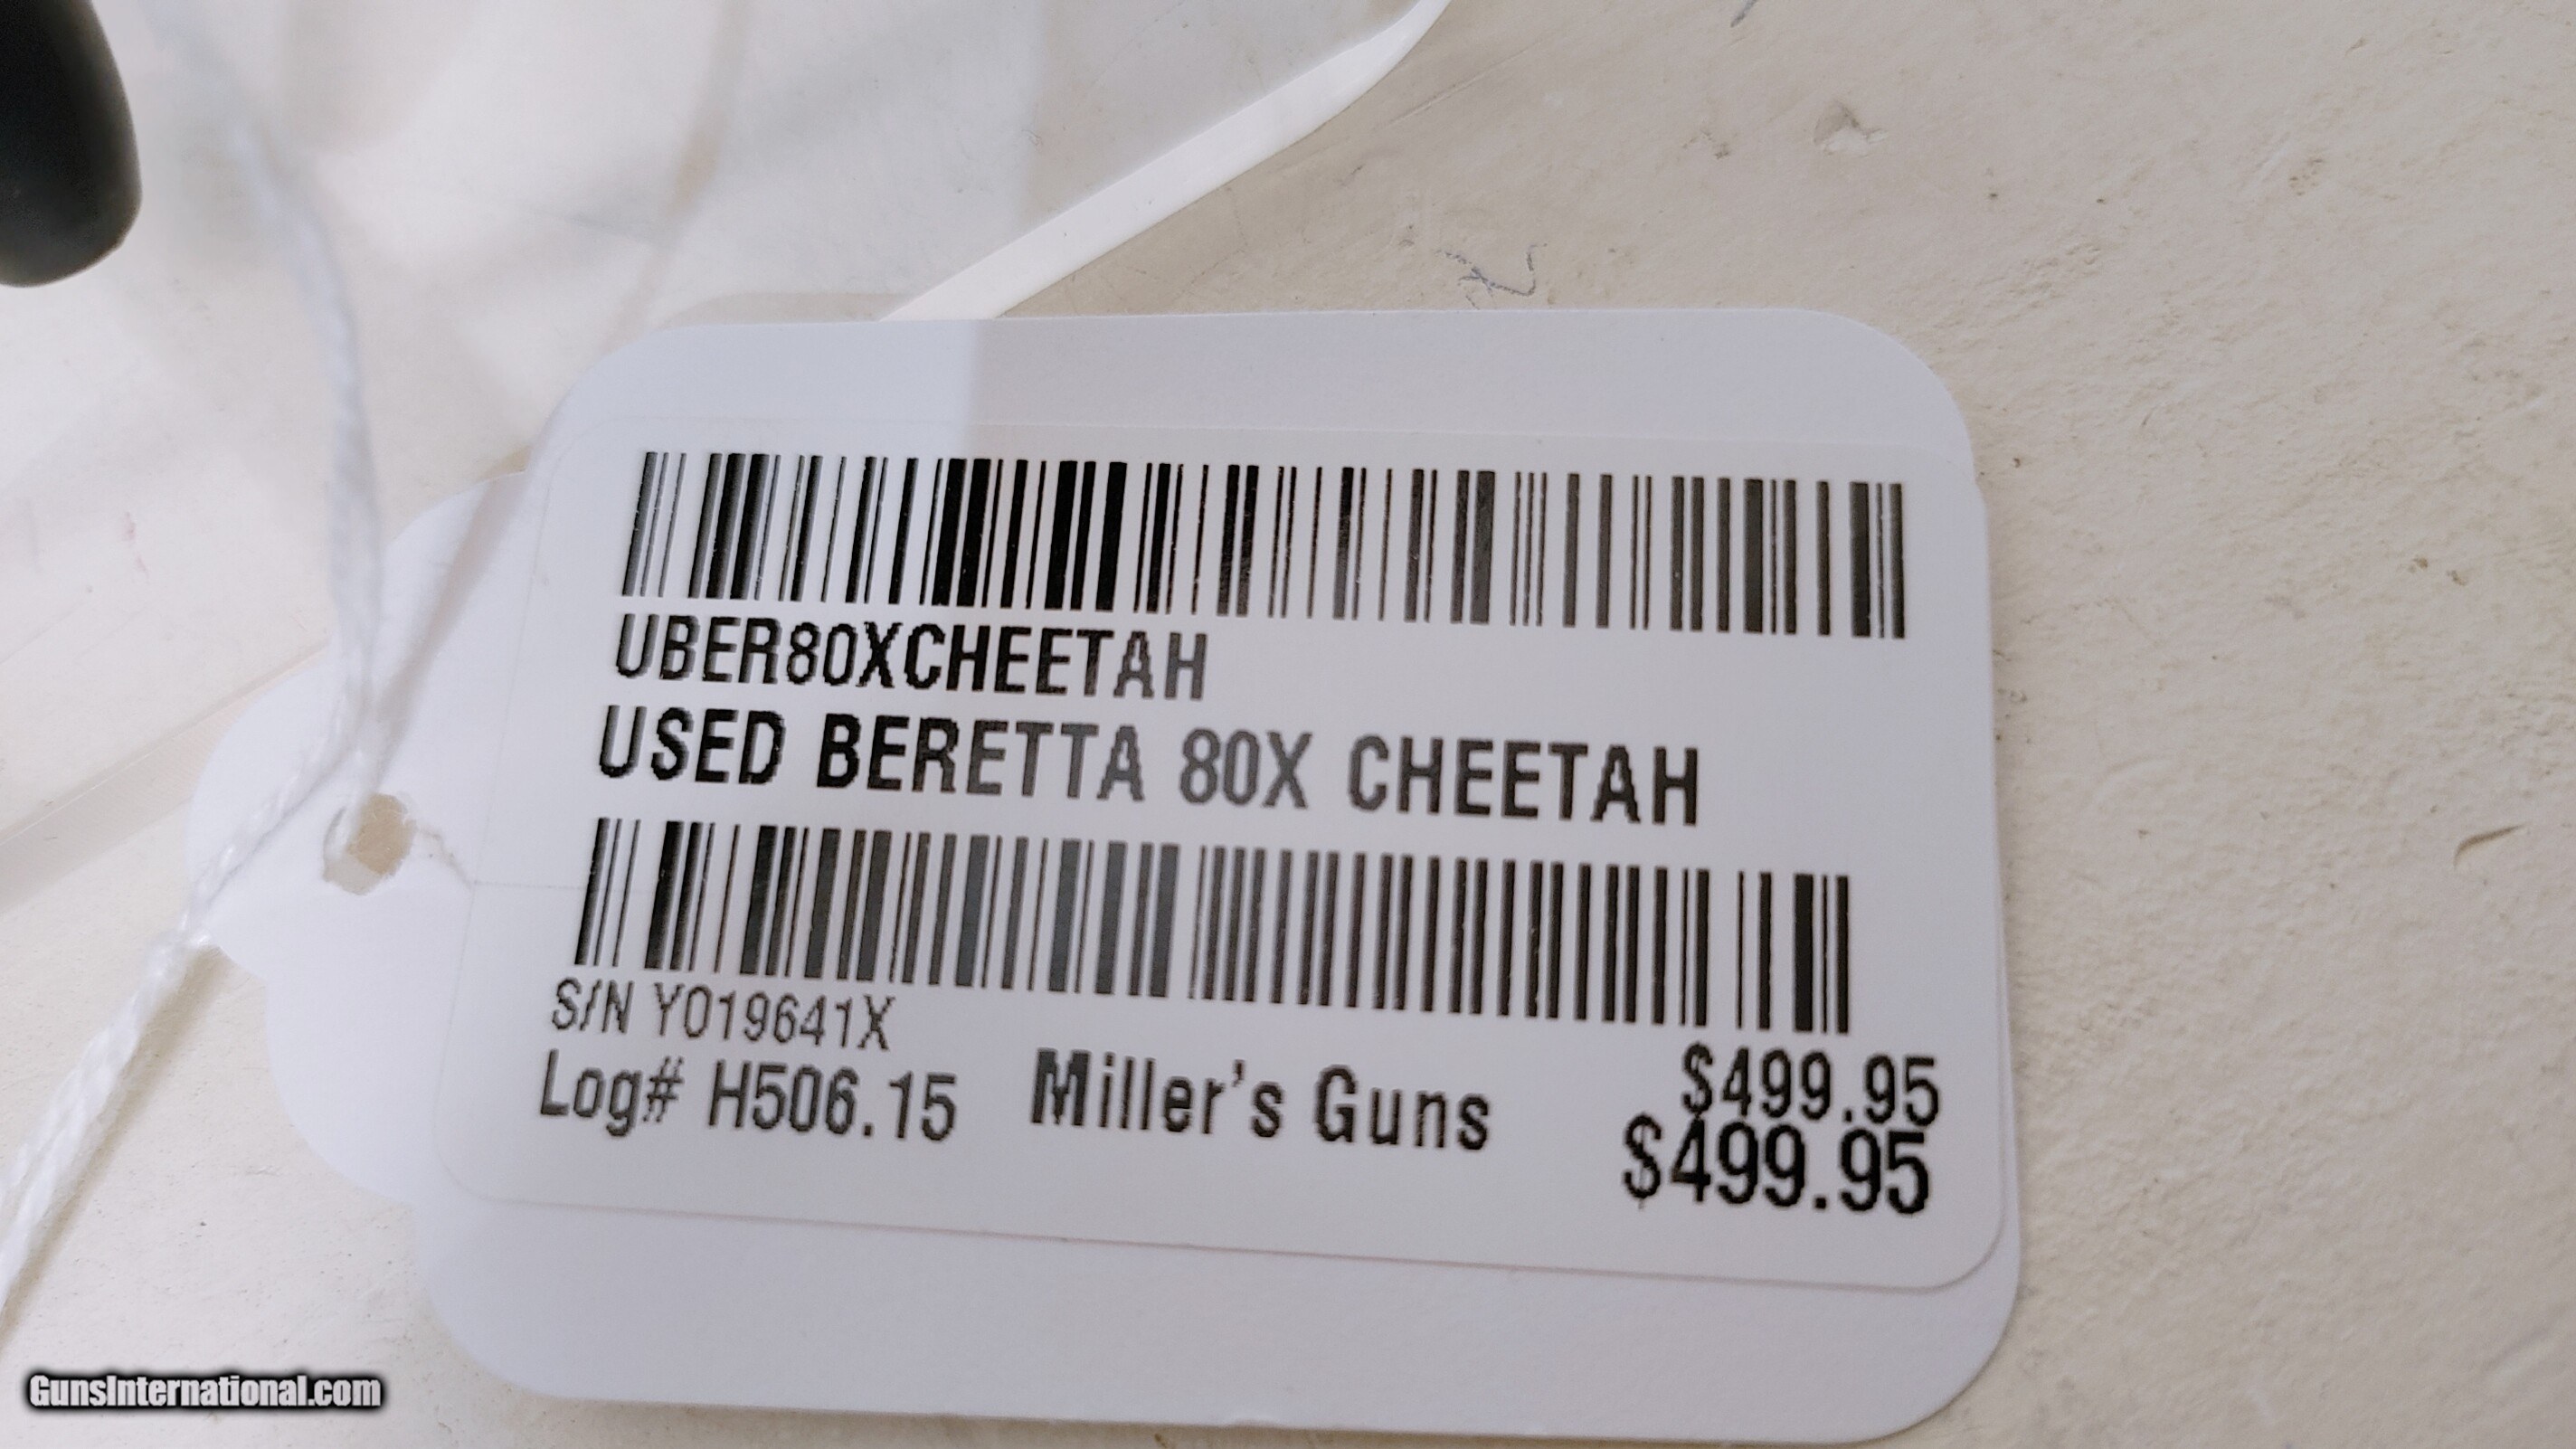 UBER80XCHEETAH
USED BERETTA 80X CHEETAH
S/N Y019641X
Log# H506.15 Miller's Guns $499.95
$499.95
GunsInternational.com